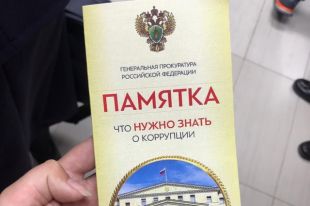 ГЕНЕРАЛЬНАЯ ПРОКУРАТУРА
РОССИЙСКОЙ ФЕДЕРАЦИИ
ПАМЯТКА
ЧТО НУЖНО ЗНАТЬ
О КОРРУПЦИИ